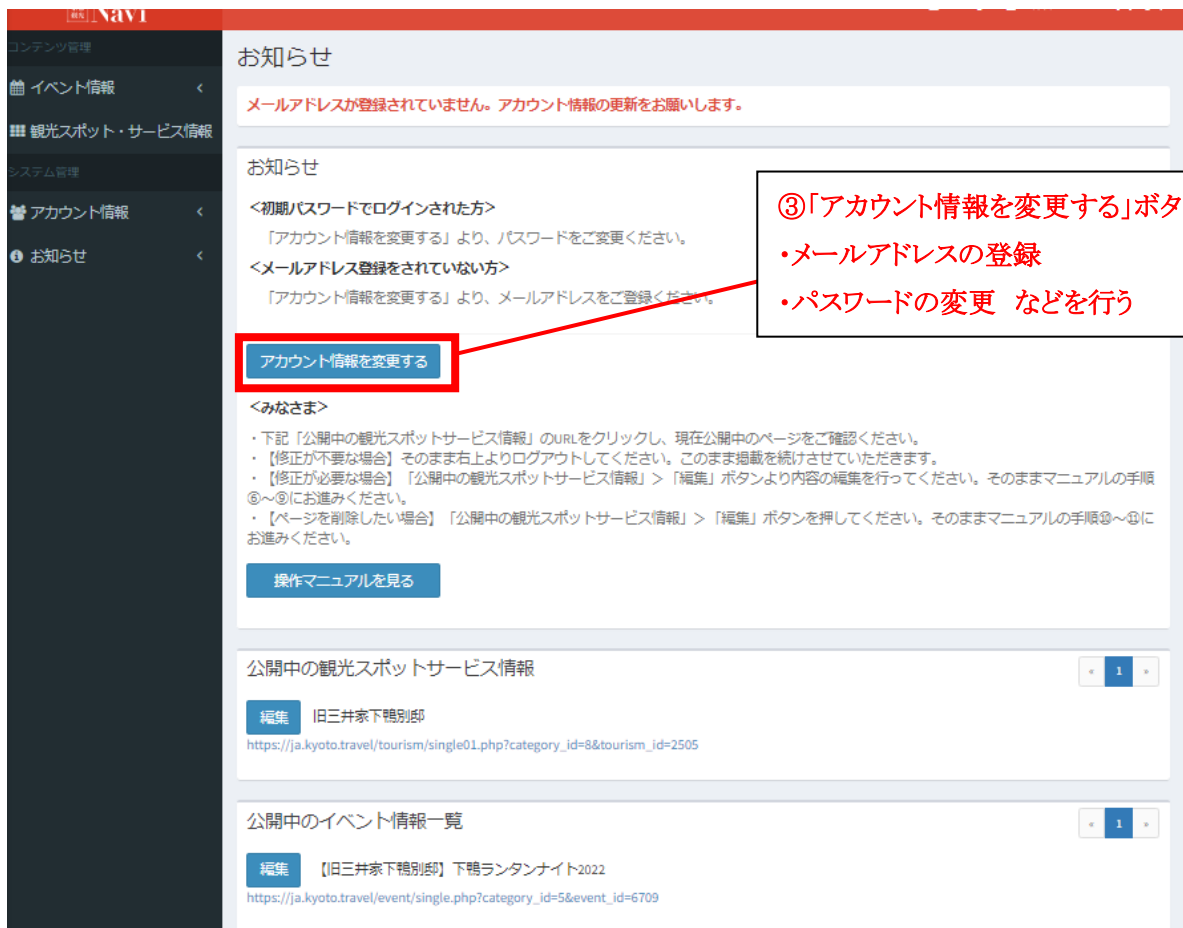 Navi
コンテンツ管理
イベント情報
観光スポット・サービス情報
システム管理
アカウント情報
お知らせ
お知らせ
メールアドレスが登録されていません。アカウント情報の更新をお願いします。
お知らせ
<初期パスワードでログインされた方>
「アカウント情報を変更する」より、パスワードをご変更ください。
<メールアドレス登録をされていない方>
「アカウント情報を変更する」より、メールアドレスをご登録ください。
③「アカウント情報を変更する」ボタ
・メールアドレスの登録
・パスワードの変更 などを行う
アカウント情報を変更する
<みなさま>
・下記「公開中の観光スポットサービス情報」のURLをクリックし、現在公開中のページをご確認ください。
・【修正が不要な場合】そのまま右上よりログアウトしてください。このまま掲載を続けさせていただきます。
・【修正が必要な場合】「公開中の観光スポットサービス情報」>「編集」ボタンより内容の編集を行ってください。そのままマニュアルの手順
⑥～⑨にお進みください。
・【ページを削除したい場合】「公開中の観光スポットサービス情報」>「編集」ボタンを押してください。そのままマニュアルの手順⑩～⑪に
お進みください。
操作マニュアルを見る
公開中の観光スポットサービス情報
« 1 »
編集 旧三井家下鴨別邸
https://ja.kyoto.travel/tourism/single01.php?category_id=8&tourism_id=2505
公開中のイベント情報一覧
« 1 »
編集 【旧三井家下鴨別邸】下鴨ランタンナイト2022
https://ja.kyoto.travel/event/single.php?category_id=5&event_id=6709